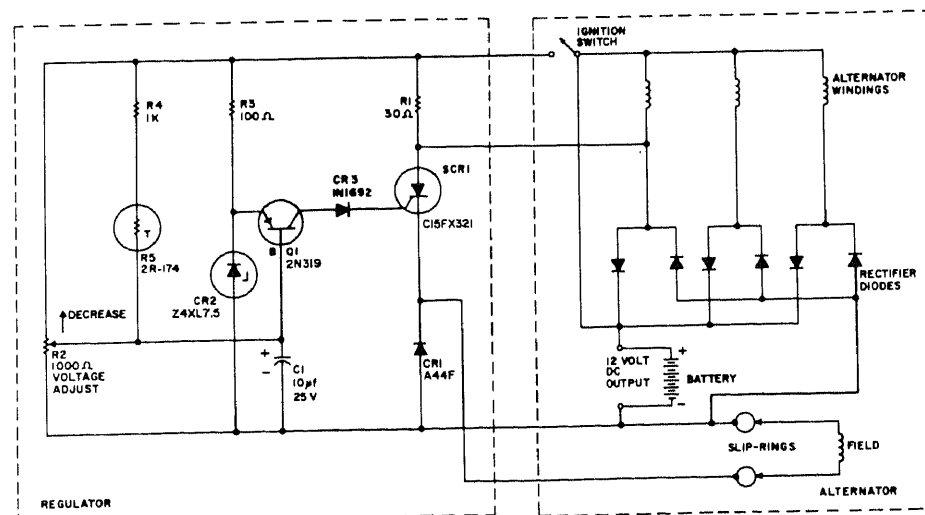 IGNITION
SWITCH
R4
1K
R3
100Ω
R1
30Ω
ALTERNATOR
WINDINGS
CR3
IN1692
SCR1
C15FX321
T
R5
2R-174
B
Q1
2N319
CR2
Z4XL7.5
RECTIFIER
DIODES
DECREASE
R2
1000Ω
VOLTAGE
ADJUST
+
-
C1
10μf
25V
CR1
A44F
12 VOLT
DC
OUTPUT
+
BATTERY
-
SLIP-RINGS
FIELD
REGULATOR
ALTERNATOR